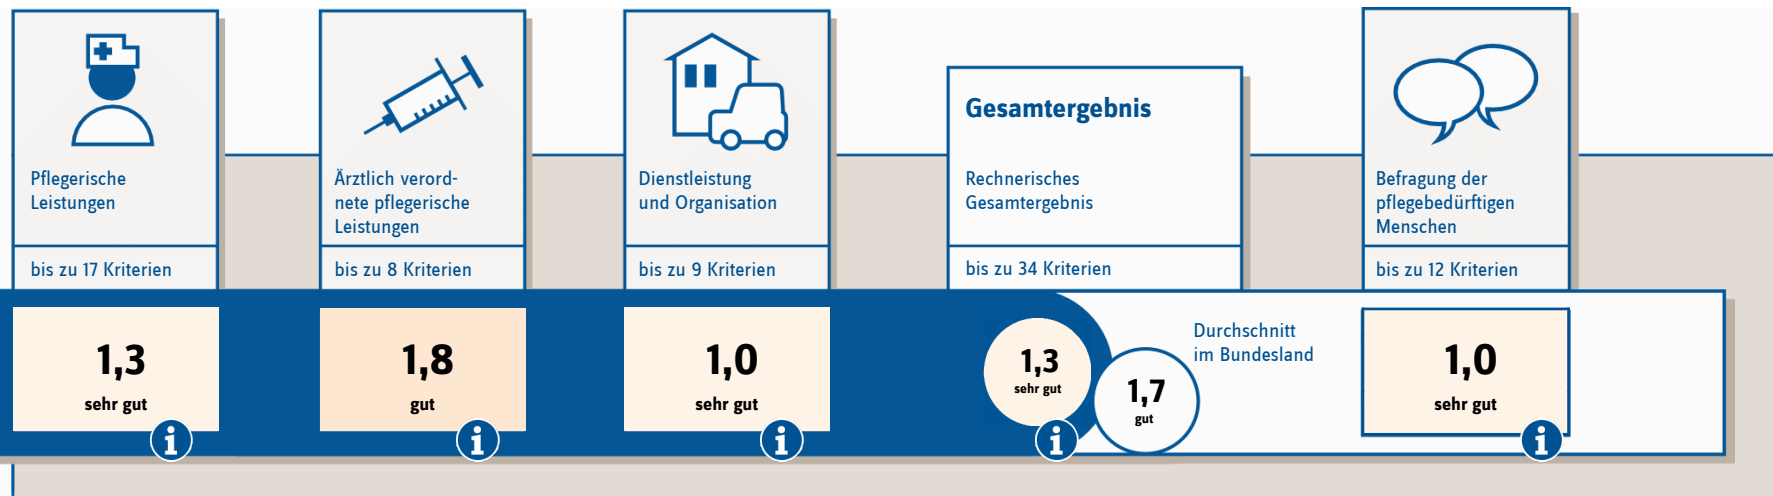 Pflegerische
Leistungen
bis zu 17 Kriterien
1,3
sehr gut
i
Ärztlich verord-
nete pflegerische
Leistungen
bis zu 8 Kriterien
1,8
gut
i
Dienstleistung
und Organisation
bis zu 9 Kriterien
1,0
sehr gut
i
Gesamtergebnis
Rechnerisches
Gesamtergebnis
bis zu 34 Kriterien
1,3
sehr gut
i
1,7
gut
Durchschnitt
im Bundesland
Befragung der
pflegebedürftigen
Menschen
bis zu 12 Kriterien
1,0
sehr gut
i